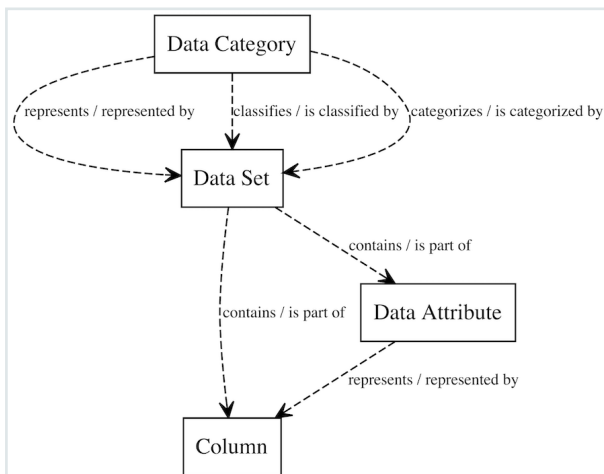 Data Category
represents / represented by
classifies / is classified by
categorizes / is categorized by
Data Set
contains / is part of
contains / is part of
Data Attribute
represents / represented by
Column